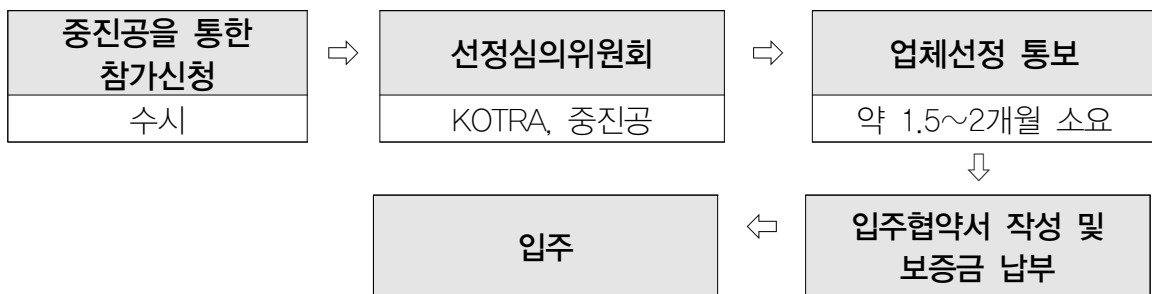 중진공을 통한
참가신청
수시
⇨
선정심의위원회
KOTRA, 중진공
⇨
업체선정 통보
약 1.5～2개월 소요
⇩
입주협약서 작성 및
보증금 납부
⇦
입주